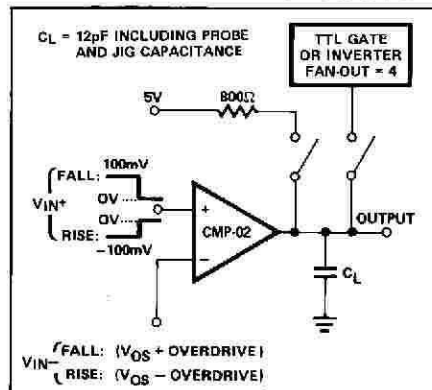 CL = 12pF INCLUDING PROBE
AND JIG CAPACITANCE
TTL GATE
OR INVERTER
FAN-OUT = 4
5V
800Ω
VIN+
FALL: 100mV
0V
0V
RISE: -100mV
+
CMP-02
−
OUTPUT
CL
VIN−
FALL: (VOS + OVERDRIVE)
RISE: (VOS − OVERDRIVE)